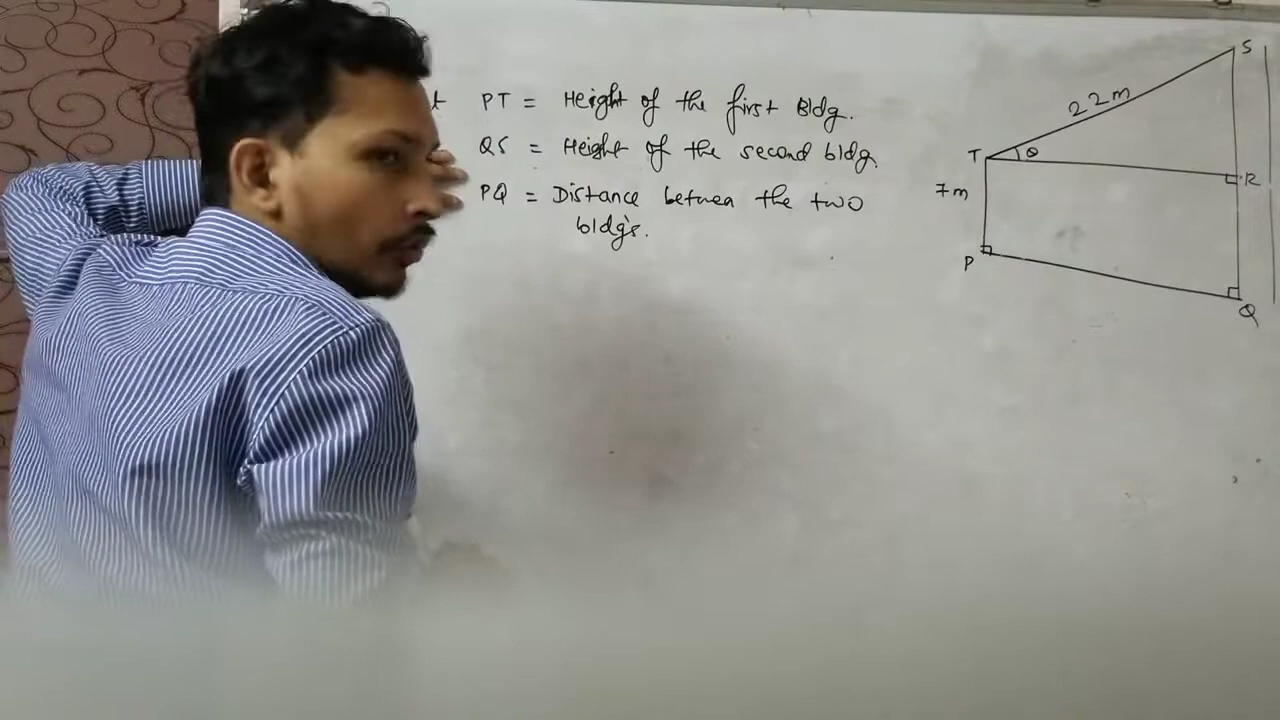 PT = Height of the first Bldg.
QS = Height of the second bldg.
PQ = Distance between the two
bldg's.
S
22m
T θ
R
7m
P
Q